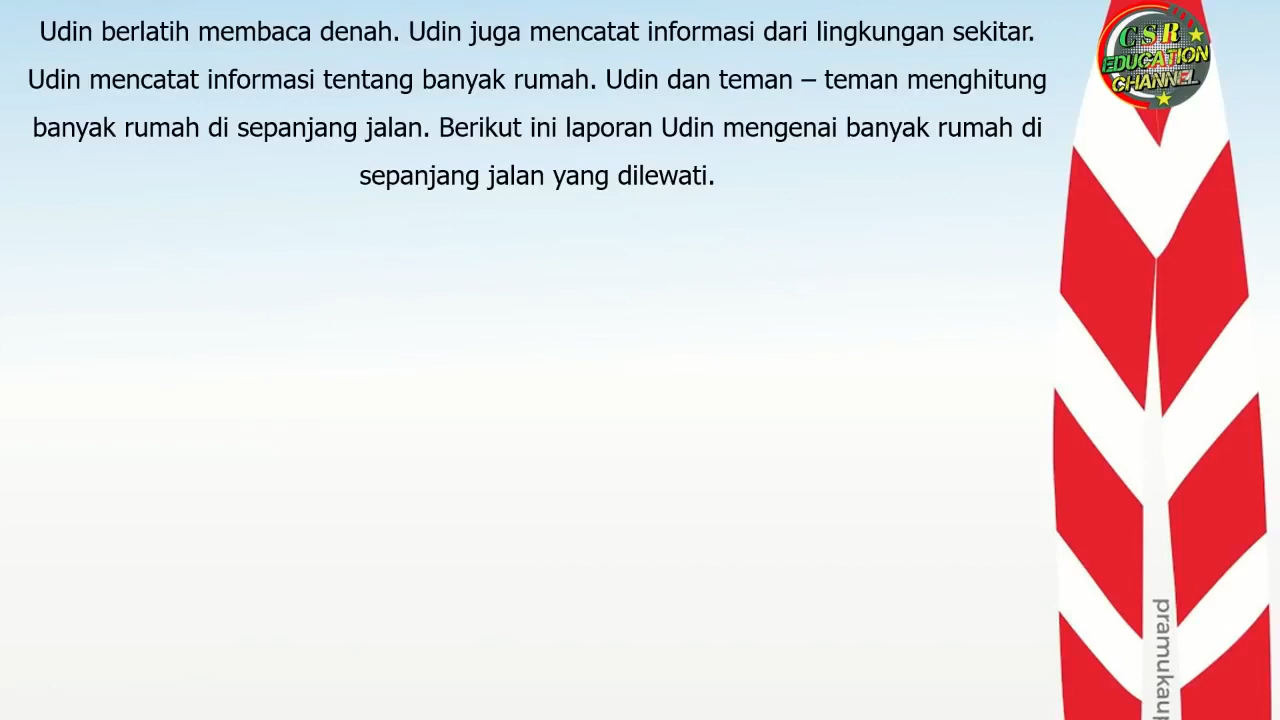 Udin berlatih membaca denah. Udin juga mencatat informasi dari lingkungan sekitar.
Udin mencatat informasi tentang banyak rumah. Udin dan teman – teman menghitung
banyak rumah di sepanjang jalan. Berikut ini laporan Udin mengenai banyak rumah di
sepanjang jalan yang dilewati.
CSR
EDUCATION
CHANNEL